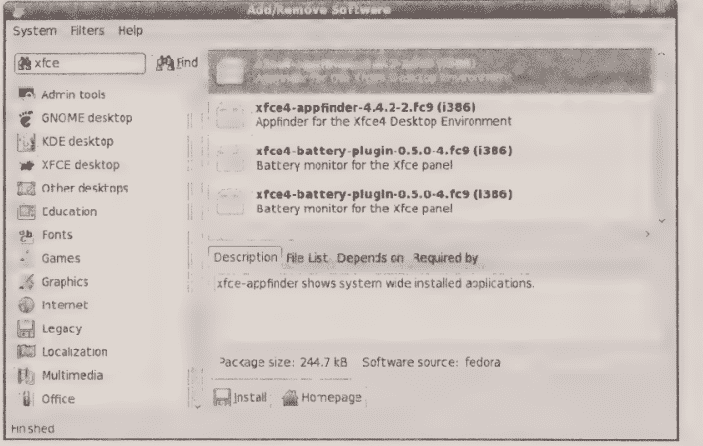 Add/Remove Software
System Filters Help
xfce
Find
Admin tools
GNOME desktop
KDE desktop
XFCE desktop
Other desktops
Education
Fonts
Games
Graphics
Internet
Legacy
Localization
Multimedia
Office
xfce4-appfinder-4.4.2-2.fc9 (i386)
Appfinder for the Xfce4 Desktop Environment
xfce4-battery-plugin-0.5.0-4.fc9 (i386)
Battery monitor for the Xfce panel
xfce4-battery-plugin-0.5.0-4.fc9 (i386)
Battery monitor for the Xfce panel
Description File List Depends on Required by
xfce-appfinder shows system wide installed applications.
Package size: 244.7 kB Software source: fedora
Install Homepage
Finished